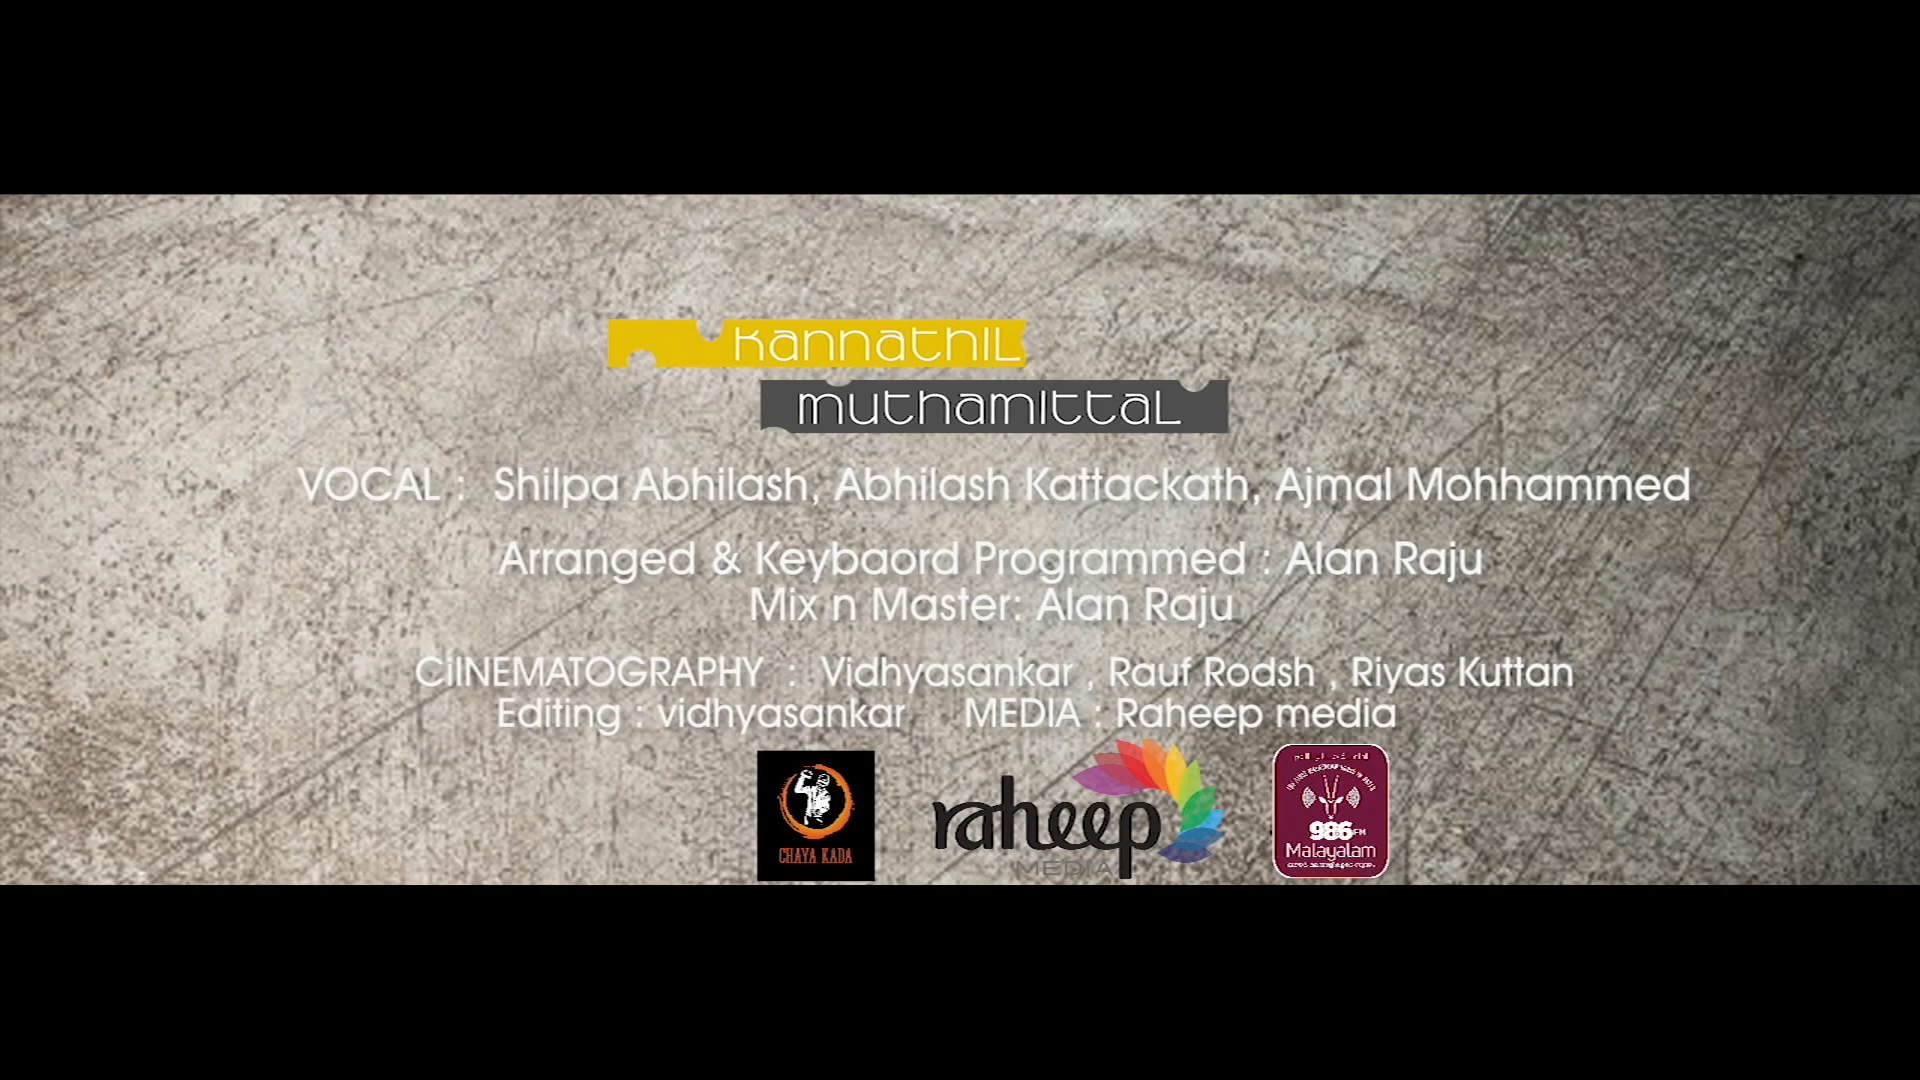 kannathil
muthamittal
VOCAL : Shilpa Abhilash, Abhilash Kattackath, Ajmal Mohhammed
Arranged & Keybaord Programmed : Alan Raju
Mix n Master: Alan Raju
CiINEMATOGRAPHY : Vidhyasankar , Rauf Rodsh , Riyas Kuttan
Editing : vidhyasankar MEDIA : Raheep media
CHAYA KADA
raheep
MEDIA
986 FM
Malayalam